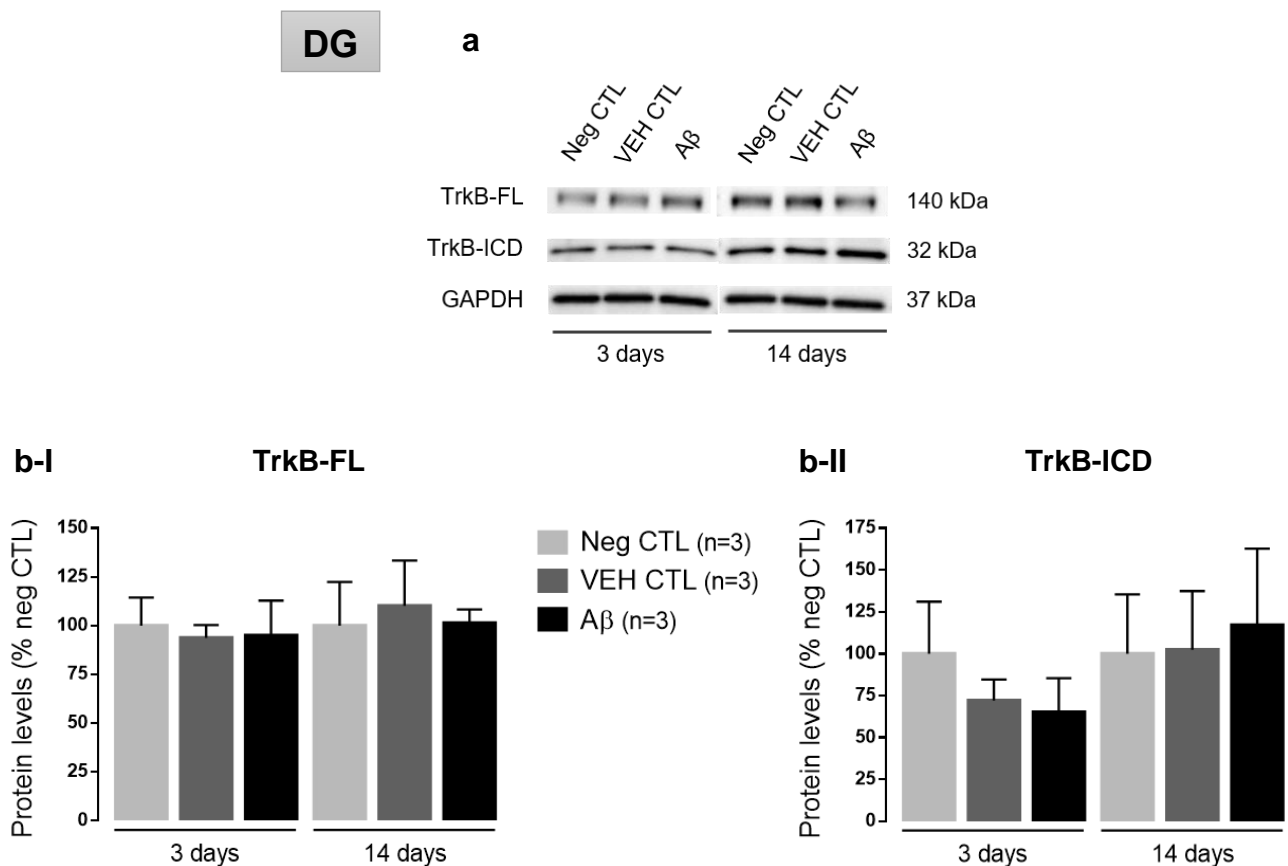 DG
a
Neg CTL VEH CTL Aβ Neg CTL VEH CTL Aβ
TrkB-FL 140 kDa
TrkB-ICD 32 kDa
GAPDH 37 kDa
3 days 14 days
b-I TrkB-FL
Protein levels (% neg CTL)
150
125
100
75
50
25
0
3 days 14 days
Neg CTL (n=3)
VEH CTL (n=3)
Aβ (n=3)
b-II TrkB-ICD
Protein levels (% neg CTL)
175
150
125
100
75
50
25
0
3 days 14 days